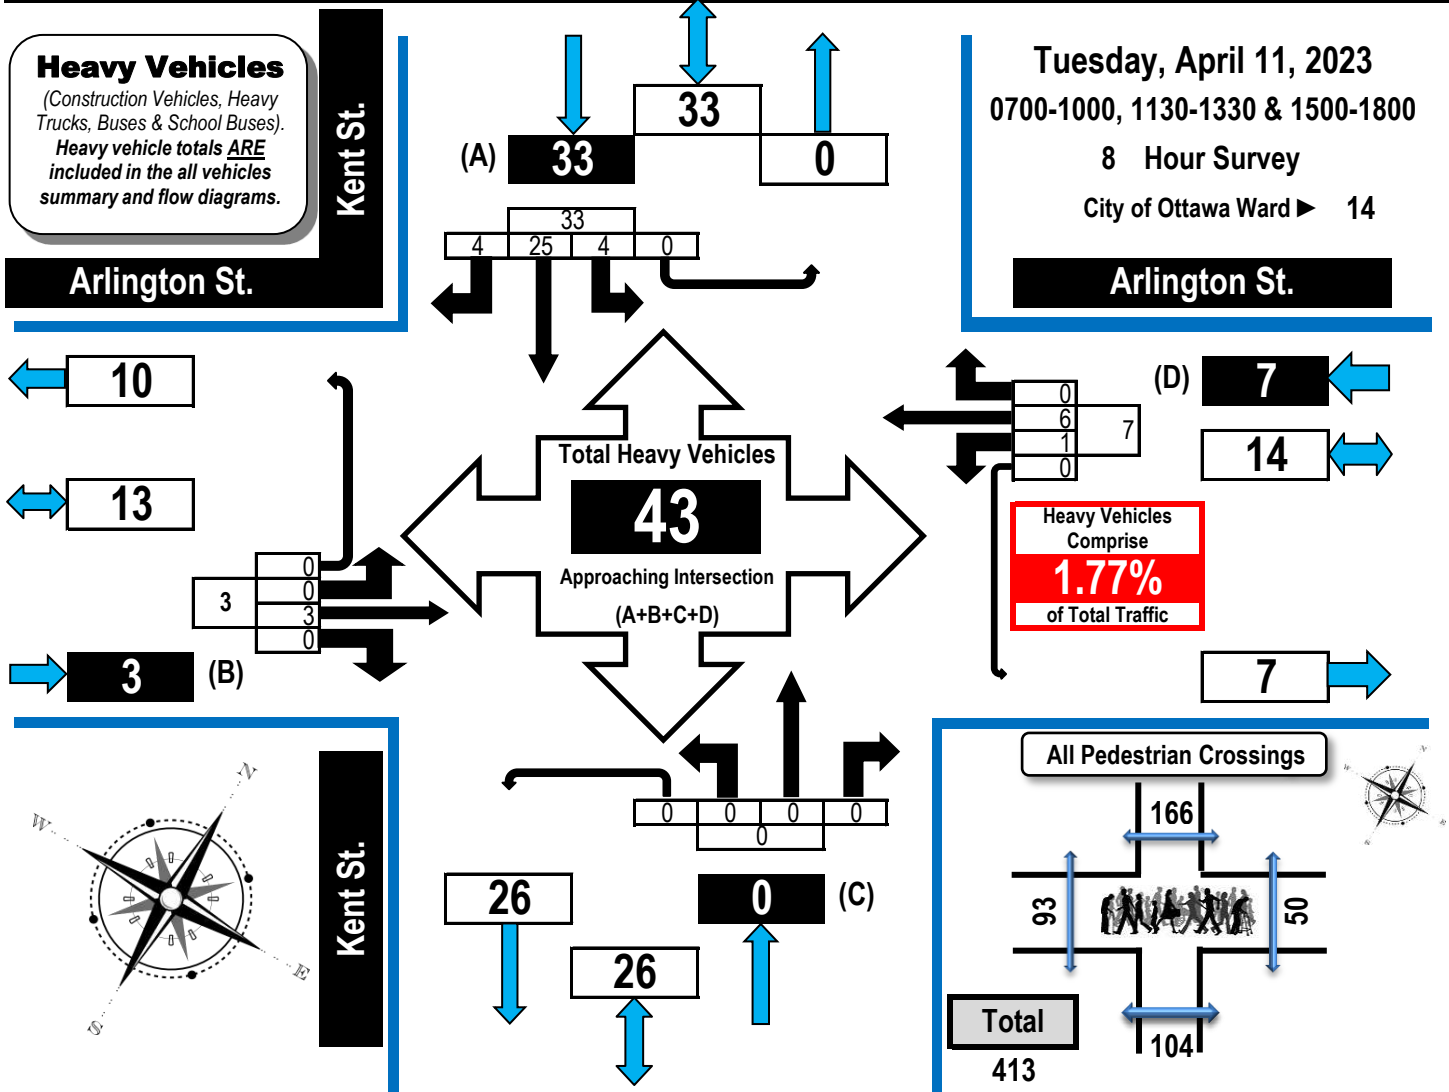 Heavy Vehicles
(Construction Vehicles, Heavy
Trucks, Buses & School Buses).
Heavy vehicle totals ARE
included in the all vehicles
summary and flow diagrams.
Kent St.
Arlington St.
33
(A) 33
0
33
4 25 4 0
Tuesday, April 11, 2023
0700-1000, 1130-1330 & 1500-1800
8 Hour Survey
City of Ottawa Ward ► 14
Arlington St.
10
13
0
0
3
0
3
3 (B)
Total Heavy Vehicles
43
Approaching Intersection
(A+B+C+D)
(D) 7
0
6
1
0
7
14
Heavy Vehicles
Comprise
1.77%
of Total Traffic
7
N
W
E
S
Kent St.
0 0 0 0
0
26
0 (C)
26
All Pedestrian Crossings
N
W
E
S
166
93
50
104
Total
413